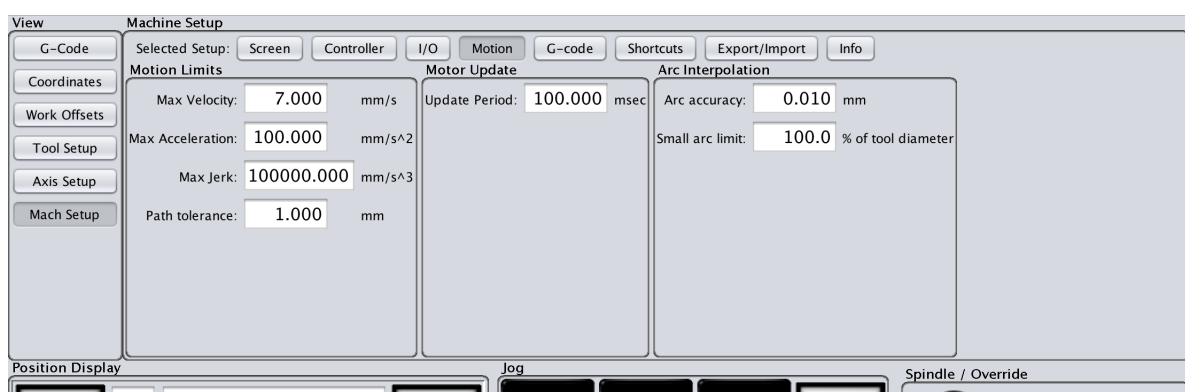 View
Machine Setup
G-Code
Coordinates
Work Offsets
Tool Setup
Axis Setup
Mach Setup
Selected Setup: Screen Controller I/O Motion G-code Shortcuts Export/Import Info
Motion Limits
Max Velocity: 7.000 mm/s
Max Acceleration: 100.000 mm/s^2
Max Jerk: 100000.000 mm/s^3
Path tolerance: 1.000 mm
Motor Update
Update Period: 100.000 msec
Arc Interpolation
Arc accuracy: 0.010 mm
Small arc limit: 100.0 % of tool diameter
Position Display
Jog
Spindle / Override